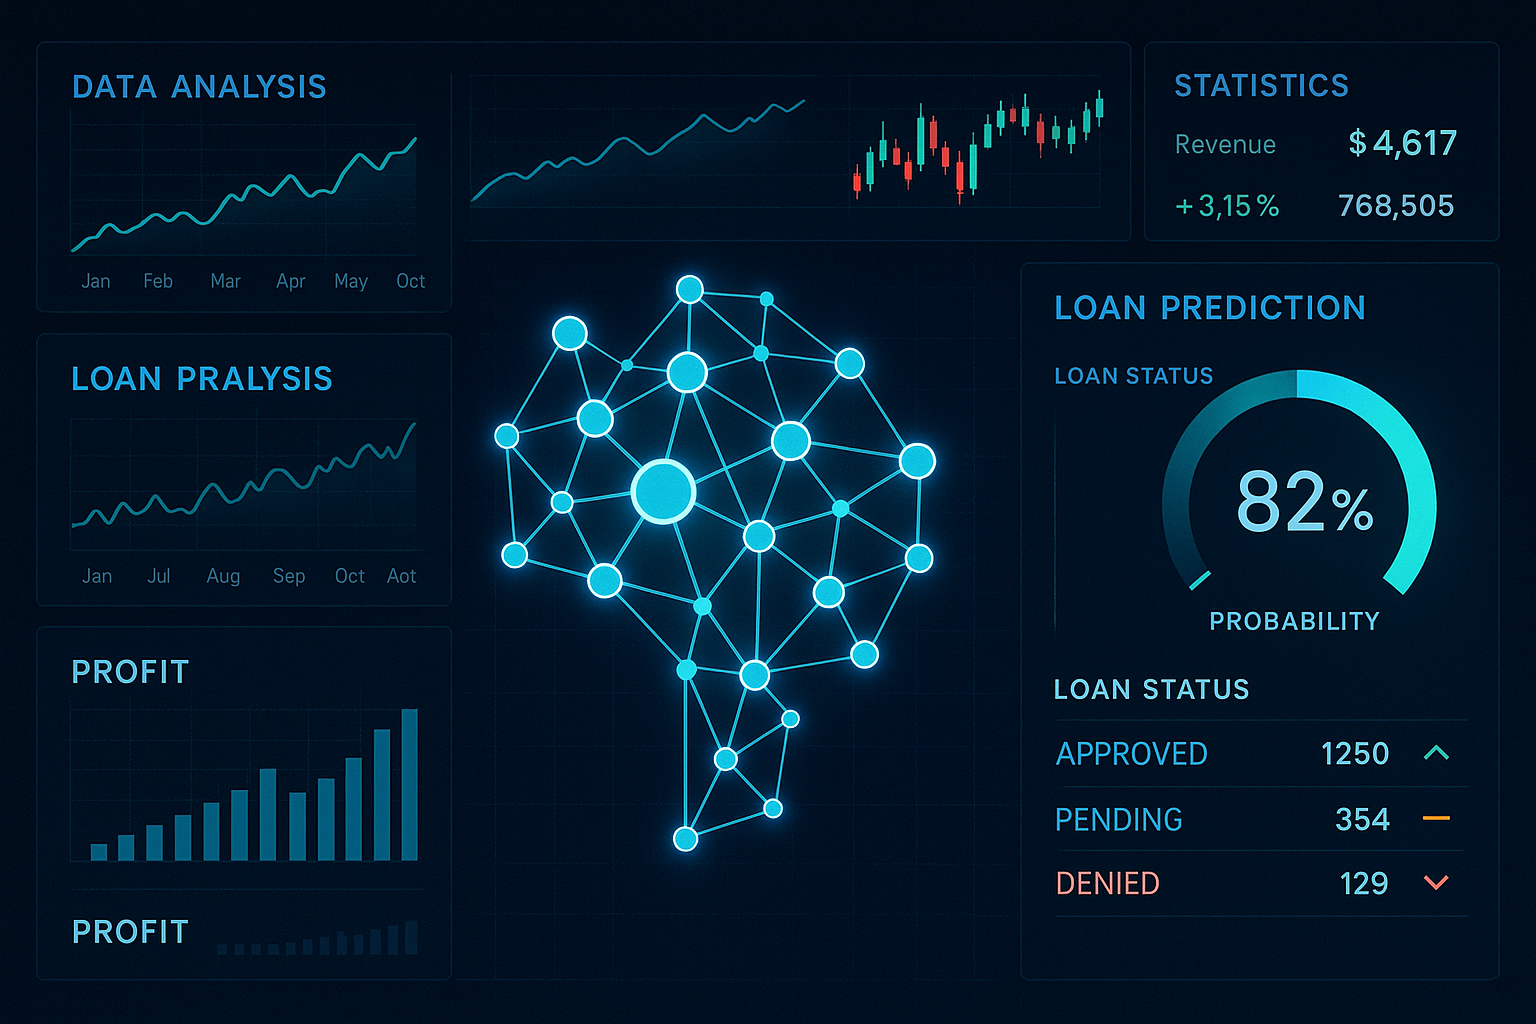 DATA ANALYSIS
Jan Feb Mar Apr May Oct
STATISTICS
Revenue $4,617
+3,15% 768,505
LOAN PRALYSIS
Jan Jul Aug Sep Oct Aot
PROFIT
PROFIT
LOAN PREDICTION
LOAN STATUS
82%
PROBABILITY
LOAN STATUS
APPROVED 1250
PENDING 354
DENIED 129